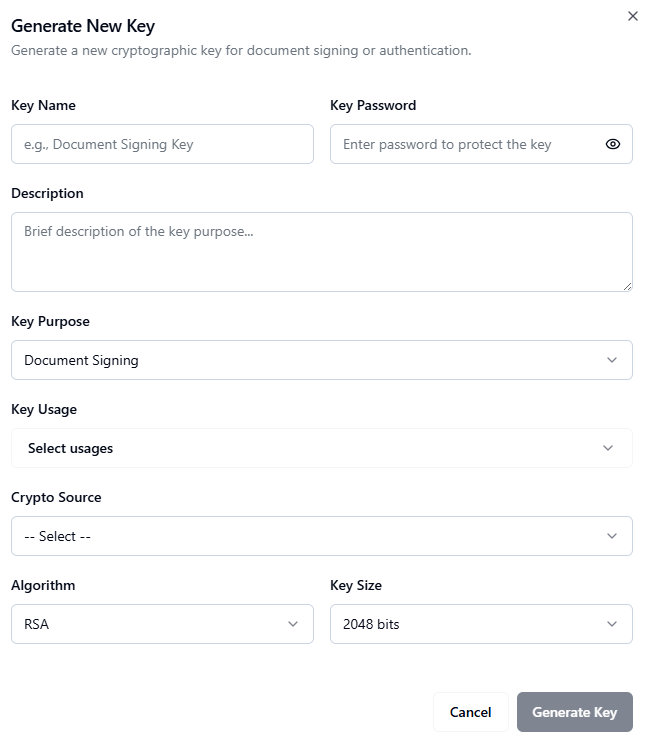 Generate New Key
Generate a new cryptographic key for document signing or authentication.
Key Name
Key Password
e.g., Document Signing Key
Enter password to protect the key
Description
Brief description of the key purpose...
Key Purpose
Document Signing
Key Usage
Select usages
Crypto Source
-- Select --
Algorithm
Key Size
RSA
2048 bits
Cancel
Generate Key